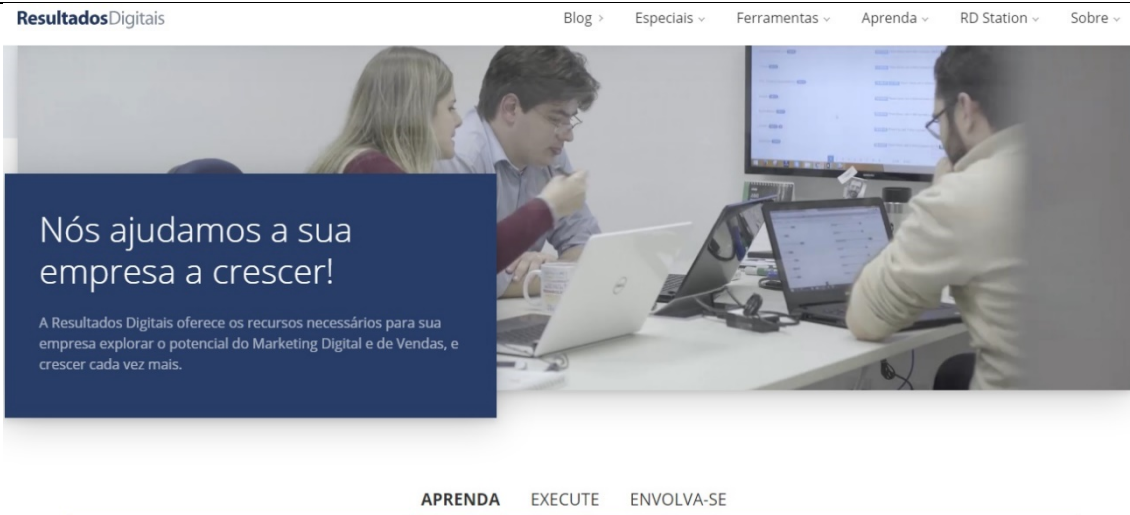 ResultadosDigitais
Blog
Especiais
Ferramentas
Aprenda
RD Station
Sobre
Nós ajudamos a sua
empresa a crescer!
A Resultados Digitais oferece os recursos necessários para sua
empresa explorar o potencial do Marketing Digital e de Vendas, e
crescer cada vez mais.
APRENDA
EXECUTE
ENVOLVA-SE